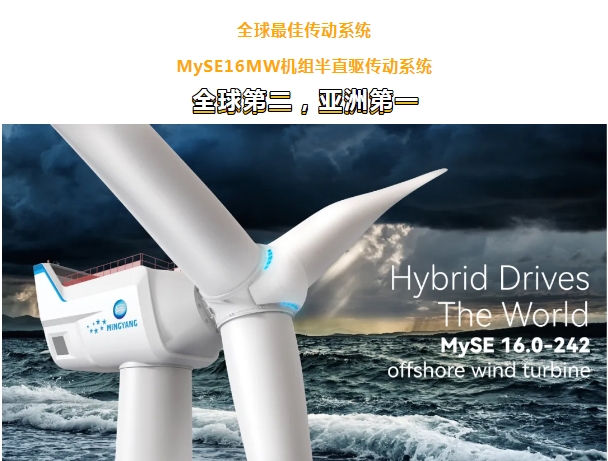 全球最佳传动系统
MySE16MW机组半直驱传动系统
全球第二，亚洲第一
Hybrid Drives
The World
MySE 16.0-242
offshore wind turbine
MINGYANG